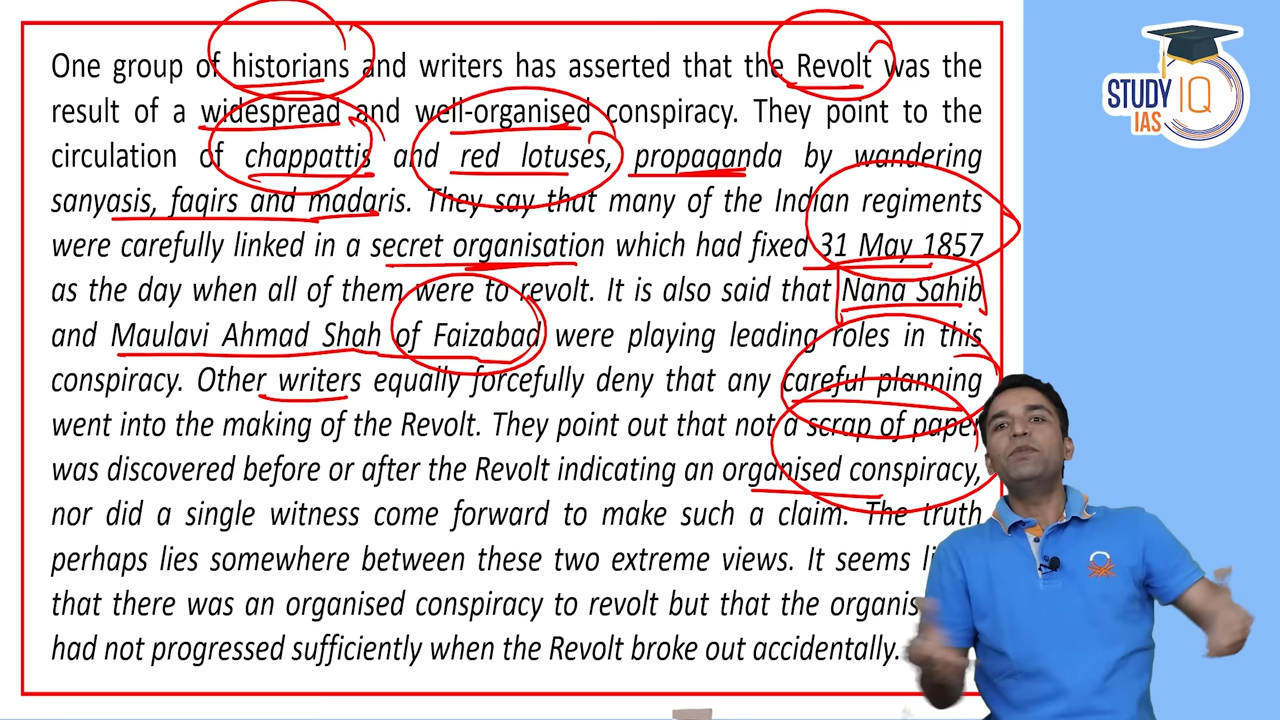 One group of historians and writers has asserted that the Revolt was the
result of a widespread and well-organised conspiracy. They point to the
circulation of chappattis and red lotuses, propaganda by wandering
sanyasis, faqirs and madaris. They say that many of the Indian regiments
were carefully linked in a secret organisation which had fixed 31 May 1857
as the day when all of them were to revolt. It is also said that Nana Sahib
and Maulavi Ahmad Shah of Faizabad were playing leading roles in this
conspiracy. Other writers equally forcefully deny that any careful planning
went into the making of the Revolt. They point out that not a scrap of paper
was discovered before or after the Revolt indicating an organised conspiracy,
nor did a single witness come forward to make such a claim. The truth
perhaps lies somewhere between these two extreme views. It seems
that there was an organised conspiracy to revolt but that the
had not progressed sufficiently when the Revolt broke out accidentally.
STUDY IQ
IAS